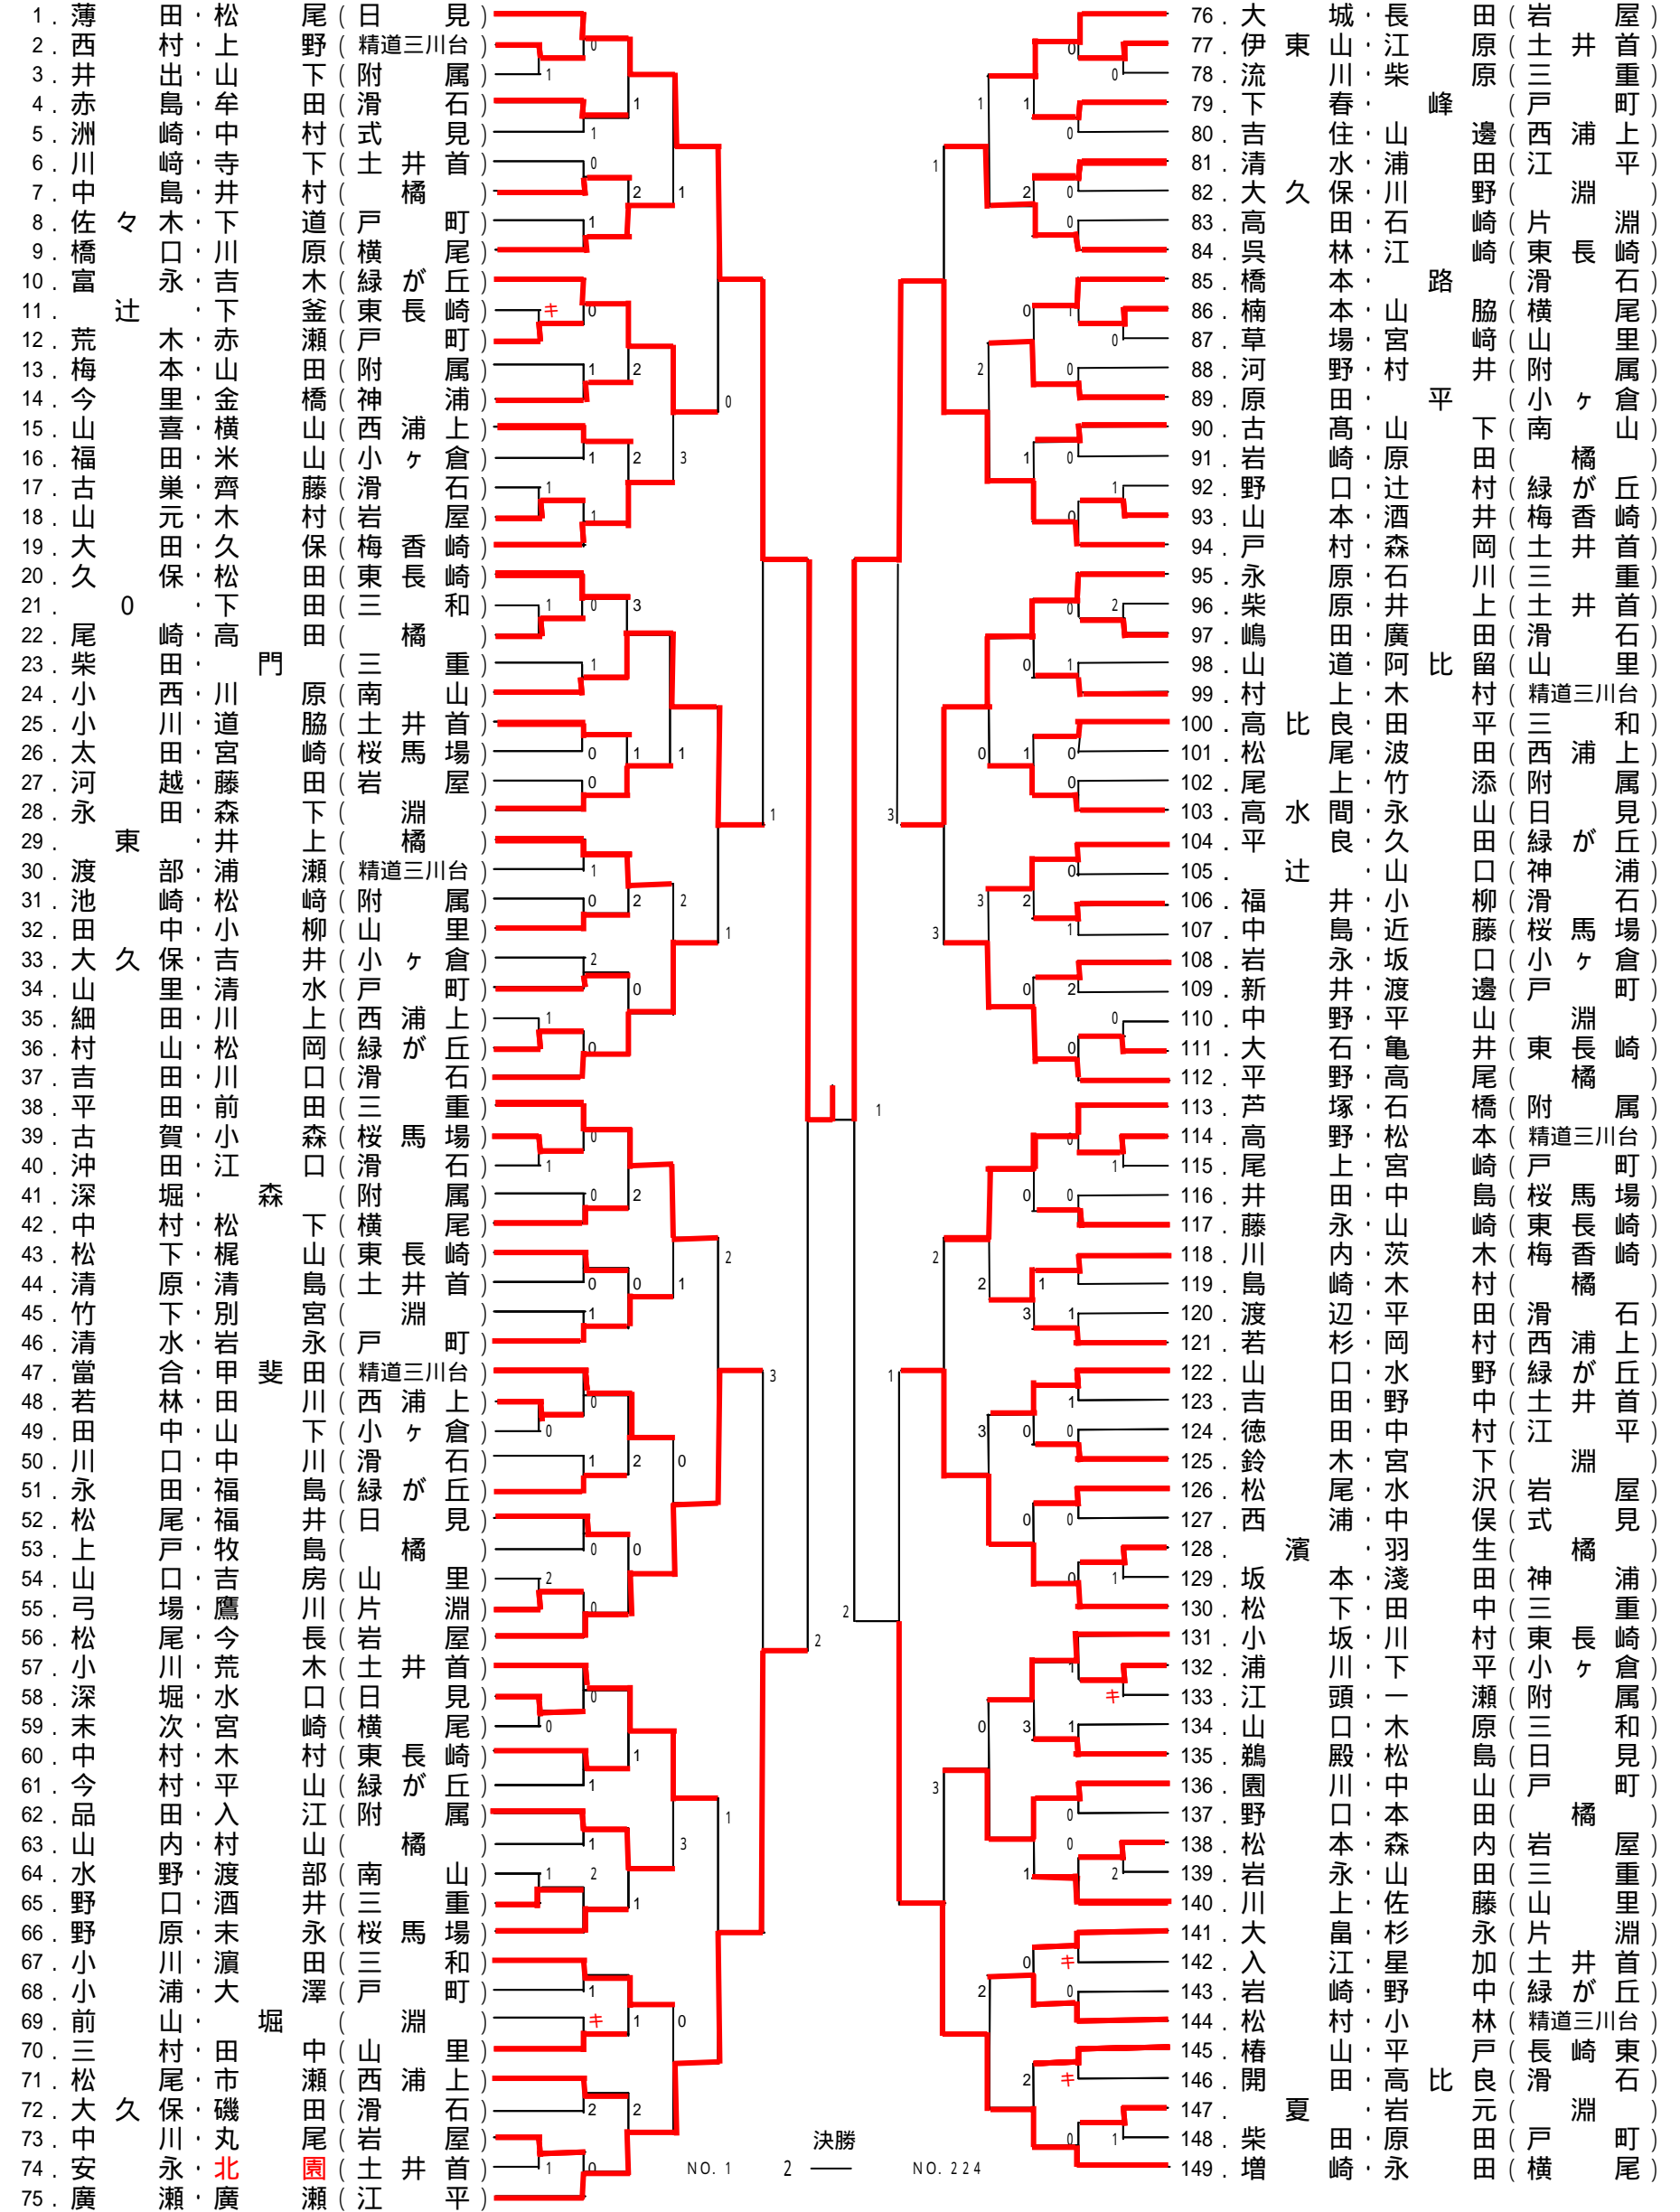 1 . 薄 田 ・ 松 尾 ( 日 見 )
2 . 西 村 ・ 上 野 ( 精道三川台 )
3 . 井 出 ・ 山 下 ( 附 属 )
4 . 赤 島 ・ 牟 田 ( 滑 石 )
5 . 洲 崎 ・ 中 村 ( 式 見 )
6 . 川 﨑 ・ 寺 下 ( 土 井 首 )
7 . 中 島 ・ 井 村 ( 橘 )
8 . 佐 々 木 ・ 下 道 ( 戸 町 )
9 . 橋 口 ・ 川 原 ( 横 尾 )
10 . 富 永 ・ 吉 木 ( 緑 が 丘 )
11 . 辻 ・ 下 釜 ( 東 長 崎 )
12 . 荒 木 ・ 赤 瀬 ( 戸 町 )
13 . 梅 本 ・ 山 田 ( 附 属 )
14 . 今 里 ・ 金 橋 ( 神 浦 )
15 . 山 喜 ・ 横 山 ( 西 浦 上 )
16 . 福 田 ・ 米 山 ( 小 ヶ 倉 )
17 . 古 巣 ・ 齊 藤 ( 滑 石 )
18 . 山 元 ・ 木 村 ( 岩 屋 )
19 . 大 田 ・ 久 保 ( 梅 香 崎 )
20 . 久 保 ・ 松 田 ( 東 長 崎 )
21 . 0 ・ 下 田 ( 三 和 )
22 . 尾 崎 ・ 高 田 ( 橘 )
23 . 柴 田 ・ 門 ( 三 重 )
24 . 小 西 ・ 川 原 ( 南 山 )
25 . 小 川 ・ 道 脇 ( 土 井 首 )
26 . 太 田 ・ 宮 崎 ( 桜 馬 場 )
27 . 河 越 ・ 藤 田 ( 岩 屋 )
28 . 永 田 ・ 森 下 ( 淵 )
29 . 東 ・ 井 上 ( 橘 )
30 . 渡 部 ・ 浦 瀬 ( 精道三川台 )
31 . 池 崎 ・ 松 﨑 ( 附 属 )
32 . 田 中 ・ 小 柳 ( 山 里 )
33 . 大 久 保 ・ 吉 井 ( 小 ヶ 倉 )
34 . 山 里 ・ 清 水 ( 戸 町 )
35 . 細 田 ・ 川 上 ( 西 浦 上 )
36 . 村 山 ・ 松 岡 ( 緑 が 丘 )
37 . 吉 田 ・ 川 口 ( 滑 石 )
38 . 平 田 ・ 前 田 ( 三 重 )
39 . 古 賀 ・ 小 森 ( 桜 馬 場 )
40 . 沖 田 ・ 江 口 ( 滑 石 )
41 . 深 堀 ・ 森 ( 附 属 )
42 . 中 村 ・ 松 下 ( 横 尾 )
43 . 松 下 ・ 梶 山 ( 東 長 崎 )
44 . 清 原 ・ 清 島 ( 土 井 首 )
45 . 竹 下 ・ 別 宮 ( 淵 )
46 . 清 水 ・ 岩 永 ( 戸 町 )
47 . 當 合 ・ 甲 斐 田 ( 精道三川台 )
48 . 若 林 ・ 田 川 ( 西 浦 上 )
49 . 田 中 ・ 山 下 ( 小 ヶ 倉 )
50 . 川 口 ・ 中 川 ( 滑 石 )
51 . 永 田 ・ 福 島 ( 緑 が 丘 )
52 . 松 尾 ・ 福 井 ( 日 見 )
53 . 上 戸 ・ 牧 島 ( 橘 )
54 . 山 口 ・ 吉 房 ( 山 里 )
55 . 弓 場 ・ 鷹 川 ( 片 淵 )
56 . 松 尾 ・ 今 長 ( 岩 屋 )
57 . 小 川 ・ 荒 木 ( 土 井 首 )
58 . 深 堀 ・ 水 口 ( 日 見 )
59 . 末 次 ・ 宮 崎 ( 横 尾 )
60 . 中 村 ・ 木 村 ( 東 長 崎 )
61 . 今 村 ・ 平 山 ( 緑 が 丘 )
62 . 品 田 ・ 入 江 ( 附 属 )
63 . 山 内 ・ 村 山 ( 橘 )
64 . 水 野 ・ 渡 部 ( 南 山 )
65 . 野 口 ・ 酒 井 ( 三 重 )
66 . 野 原 ・ 末 永 ( 桜 馬 場 )
67 . 小 川 ・ 濵 田 ( 三 和 )
68 . 小 浦 ・ 大 澤 ( 戸 町 )
69 . 前 山 ・ 堀 ( 淵 )
70 . 三 村 ・ 田 中 ( 山 里 )
71 . 松 尾 ・ 市 瀬 ( 西 浦 上 )
72 . 大 久 保 ・ 磯 田 ( 滑 石 )
73 . 中 川 ・ 丸 尾 ( 岩 屋 )
74 . 安 永 ・ 北 園 ( 土 井 首 )
75 . 廣 瀬 ・ 廣 瀬 ( 江 平 )
決勝
NO. 1 2 NO. 224
76 . 大 城 ・ 長 田 ( 岩 屋 )
77 . 伊 東 山 ・ 江 原 ( 土 井 首 )
78 . 流 川 ・ 柴 原 ( 三 重 )
79 . 下 春 ・ 峰 ( 戸 町 )
80 . 吉 住 ・ 山 邊 ( 西 浦 上 )
81 . 清 水 ・ 浦 田 ( 江 平 )
82 . 大 久 保 ・ 川 野 ( 淵 )
83 . 高 田 ・ 石 崎 ( 片 淵 )
84 . 呉 林 ・ 江 崎 ( 東 長 崎 )
85 . 橋 本 ・ 路 ( 滑 石 )
86 . 楠 本 ・ 山 脇 ( 横 尾 )
87 . 草 場 ・ 宮 﨑 ( 山 里 )
88 . 河 野 ・ 村 井 ( 附 属 )
89 . 原 田 ・ 平 ( 小 ヶ 倉 )
90 . 古 髙 ・ 山 下 ( 南 山 )
91 . 岩 崎 ・ 原 田 ( 橘 )
92 . 野 口 ・ 辻 村 ( 緑 が 丘 )
93 . 山 本 ・ 酒 井 ( 梅 香 崎 )
94 . 戸 村 ・ 森 岡 ( 土 井 首 )
95 . 永 原 ・ 石 川 ( 三 重 )
96 . 柴 原 ・ 井 上 ( 土 井 首 )
97 . 嶋 田 ・ 廣 田 ( 滑 石 )
98 . 山 道 ・ 阿 比 留 ( 山 里 )
99 . 村 上 ・ 木 村 ( 精道三川台 )
100 . 高 比 良 ・ 田 平 ( 三 和 )
101 . 松 尾 ・ 波 田 ( 西 浦 上 )
102 . 尾 上 ・ 竹 添 ( 附 属 )
103 . 高 水 間 ・ 永 山 ( 日 見 )
104 . 平 良 ・ 久 田 ( 緑 が 丘 )
105 . 辻 ・ 山 口 ( 神 浦 )
106 . 福 井 ・ 小 柳 ( 滑 石 )
107 . 中 島 ・ 近 藤 ( 桜 馬 場 )
108 . 岩 永 ・ 坂 口 ( 小 ヶ 倉 )
109 . 新 井 ・ 渡 邊 ( 戸 町 )
110 . 中 野 ・ 平 山 ( 淵 )
111 . 大 石 ・ 亀 井 ( 東 長 崎 )
112 . 平 野 ・ 高 尾 ( 橘 )
113 . 芦 塚 ・ 石 橋 ( 附 属 )
114 . 高 野 ・ 松 本 ( 精道三川台 )
115 . 尾 上 ・ 宮 崎 ( 戸 町 )
116 . 井 田 ・ 中 島 ( 桜 馬 場 )
117 . 藤 永 ・ 山 崎 ( 東 長 崎 )
118 . 川 内 ・ 茨 木 ( 梅 香 崎 )
119 . 島 崎 ・ 木 村 ( 橘 )
120 . 渡 辺 ・ 平 田 ( 滑 石 )
121 . 若 杉 ・ 岡 村 ( 西 浦 上 )
122 . 山 口 ・ 水 野 ( 緑 が 丘 )
123 . 吉 田 ・ 野 中 ( 土 井 首 )
124 . 徳 田 ・ 中 村 ( 江 平 )
125 . 鈴 木 ・ 宮 下 ( 淵 )
126 . 松 尾 ・ 水 沢 ( 岩 屋 )
127 . 西 浦 ・ 中 俣 ( 式 見 )
128 . 濱 ・ 羽 生 ( 橘 )
129 . 坂 本 ・ 淺 田 ( 神 浦 )
130 . 松 下 ・ 田 中 ( 三 重 )
131 . 小 坂 ・ 川 村 ( 東 長 崎 )
132 . 浦 川 ・ 下 平 ( 小 ヶ 倉 )
133 . 江 頭 ・ 一 瀬 ( 附 属 )
134 . 山 口 ・ 木 原 ( 三 和 )
135 . 鵜 殿 ・ 松 島 ( 日 見 )
136 . 園 川 ・ 中 山 ( 戸 町 )
137 . 野 口 ・ 本 田 ( 橘 )
138 . 松 本 ・ 森 内 ( 岩 屋 )
139 . 岩 永 ・ 山 田 ( 三 重 )
140 . 川 上 ・ 佐 藤 ( 山 里 )
141 . 大 畠 ・ 杉 永 ( 片 淵 )
142 . 入 江 ・ 星 加 ( 土 井 首 )
143 . 岩 崎 ・ 野 中 ( 緑 が 丘 )
144 . 松 村 ・ 小 林 ( 精道三川台 )
145 . 椿 山 ・ 平 戸 ( 長 崎 東 )
146 . 開 田 ・ 高 比 良 ( 滑 石 )
147 . 夏 ・ 岩 元 ( 淵 )
148 . 柴 田 ・ 原 田 ( 戸 町 )
149 . 増 崎 ・ 永 田 ( 横 尾 )